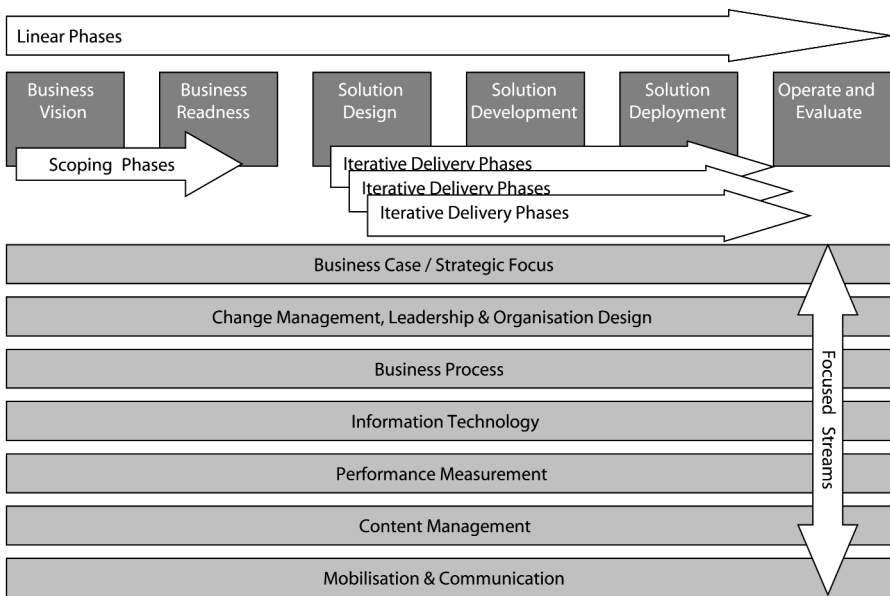 Linear Phases
Business
Vision
Business
Readiness
Solution
Design
Solution
Development
Solution
Deployment
Operate and
Evaluate
Scoping Phases
Iterative Delivery Phases
Iterative Delivery Phases
Iterative Delivery Phases
Business Case / Strategic Focus
Change Management, Leadership & Organisation Design
Business Process
Information Technology
Performance Measurement
Content Management
Mobilisation & Communication
Focused Streams